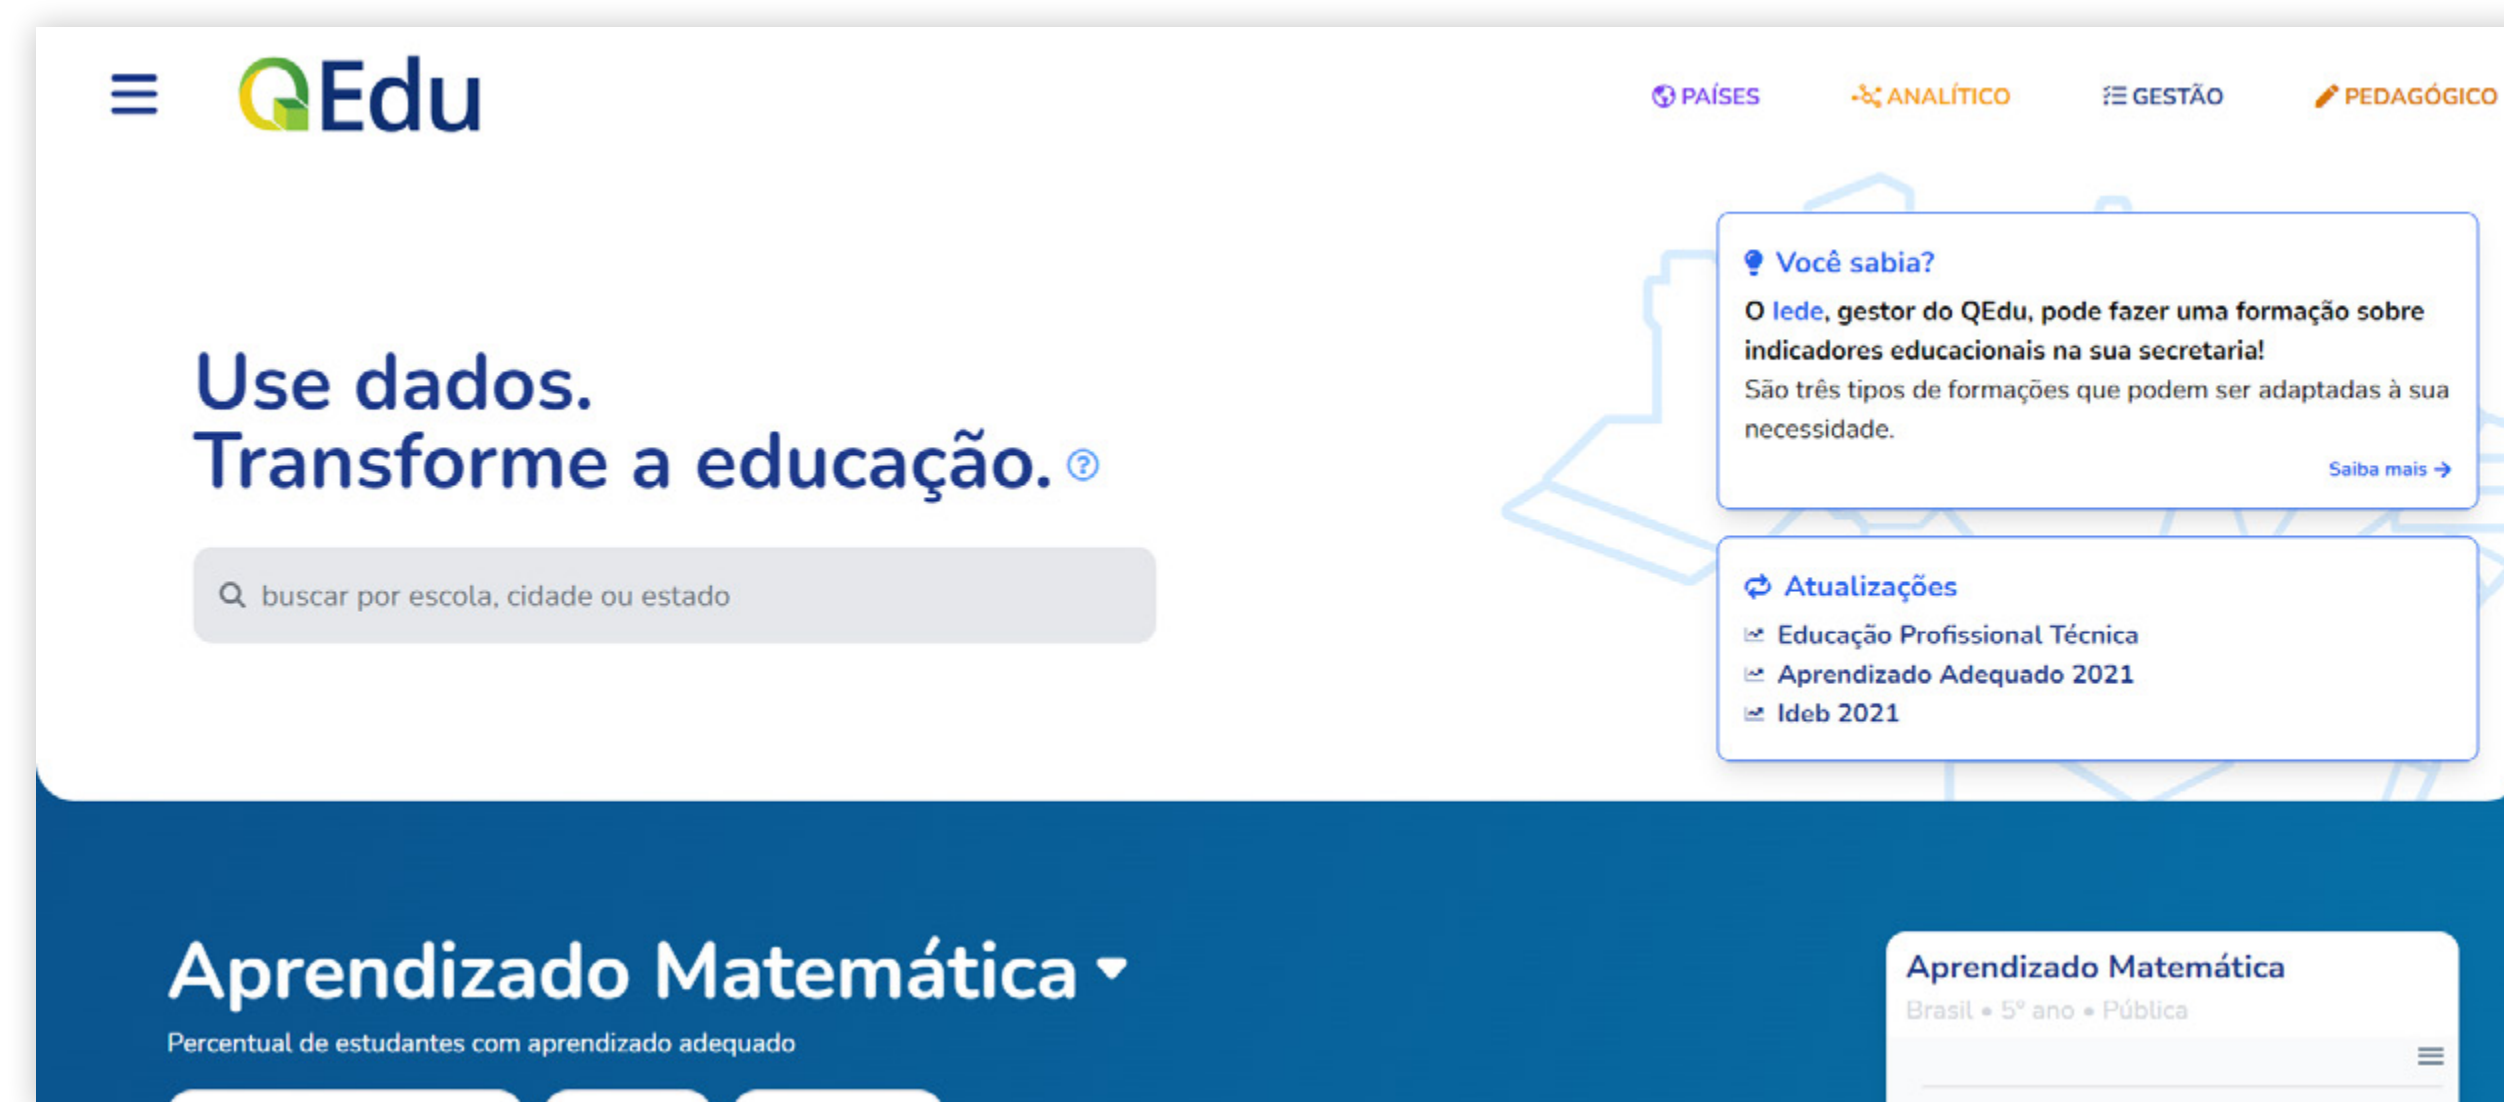 QEdu
PAÍSES
ANALÍTICO
GESTÃO
PEDAGÓGICO
Use dados.
Transforme a educação.
buscar por escola, cidade ou estado
Você sabia?
O Iede, gestor do QEdu, pode fazer uma formação sobre
indicadores educacionais na sua secretaria!
São três tipos de formações que podem ser adaptadas à sua
necessidade.
Saiba mais →
Atualizações
Educação Profissional Técnica
Aprendizado Adequado 2021
Ideb 2021
Aprendizado Matemática
Percentual de estudantes com aprendizado adequado
Aprendizado Matemática
Brasil • 5º ano • Pública